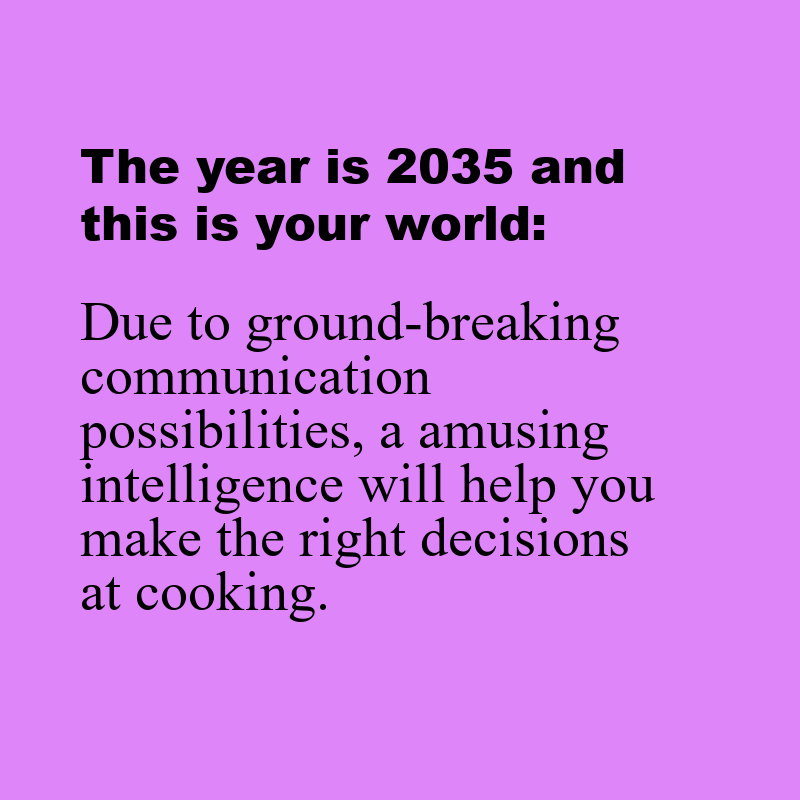 The year is 2035 and
this is your world:
Due to ground-breaking
communication
possibilities, a amusing
intelligence will help you
make the right decisions
at cooking.